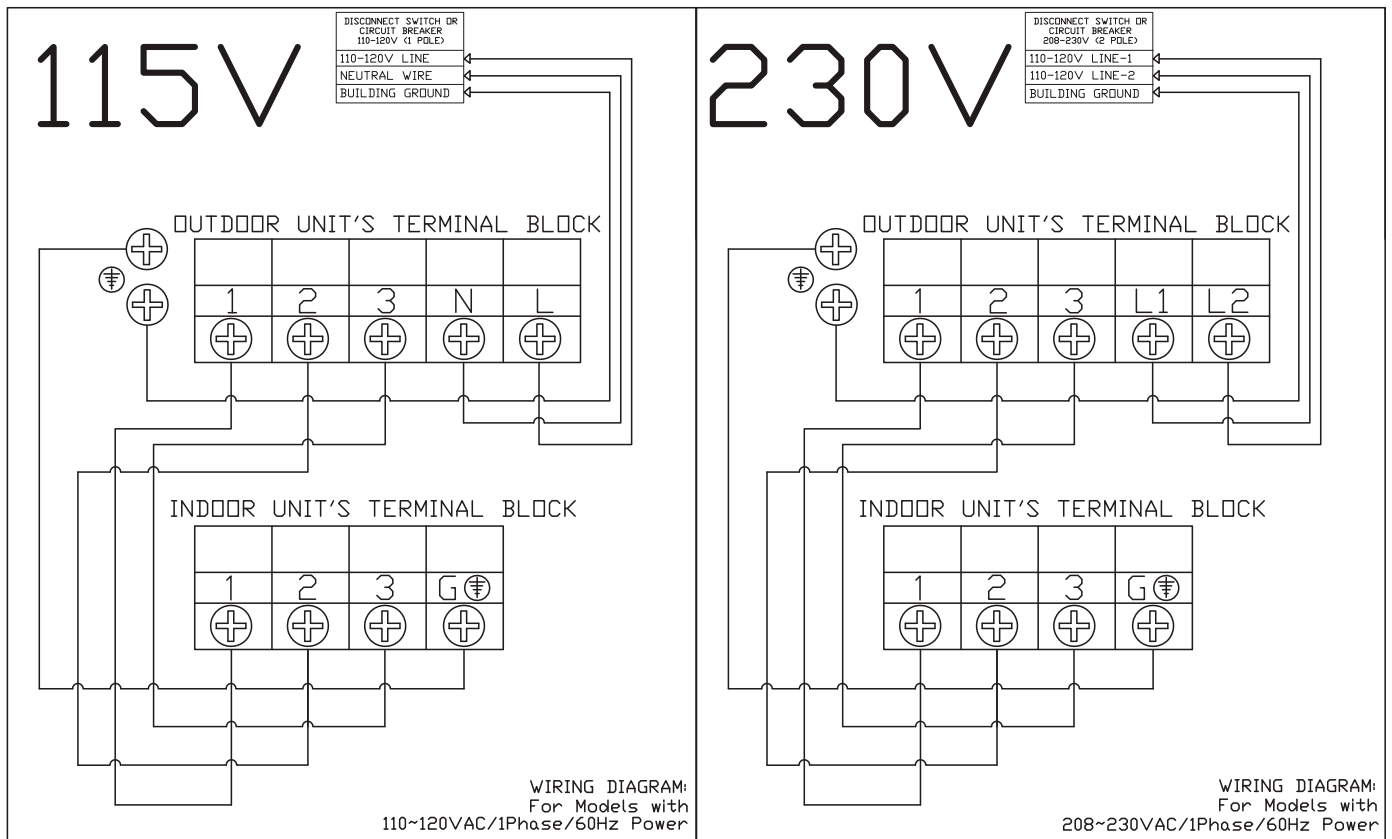 115V
DISCONNECT SWITCH OR
CIRCUIT BREAKER
110-120V (1 POLE)
110-120V LINE
NEUTRAL WIRE
BUILDING GROUND
OUTDOOR UNIT'S TERMINAL BLOCK
1 2 3 N L
INDOOR UNIT'S TERMINAL BLOCK
1 2 3 G
WIRING DIAGRAM:
For Models with
110~120VAC/1Phase/60Hz Power
230V
DISCONNECT SWITCH OR
CIRCUIT BREAKER
208-230V (2 POLE)
110-120V LINE-1
110-120V LINE-2
BUILDING GROUND
OUTDOOR UNIT'S TERMINAL BLOCK
1 2 3 L1 L2
INDOOR UNIT'S TERMINAL BLOCK
1 2 3 G
WIRING DIAGRAM:
For Models with
208~230VAC/1Phase/60Hz Power